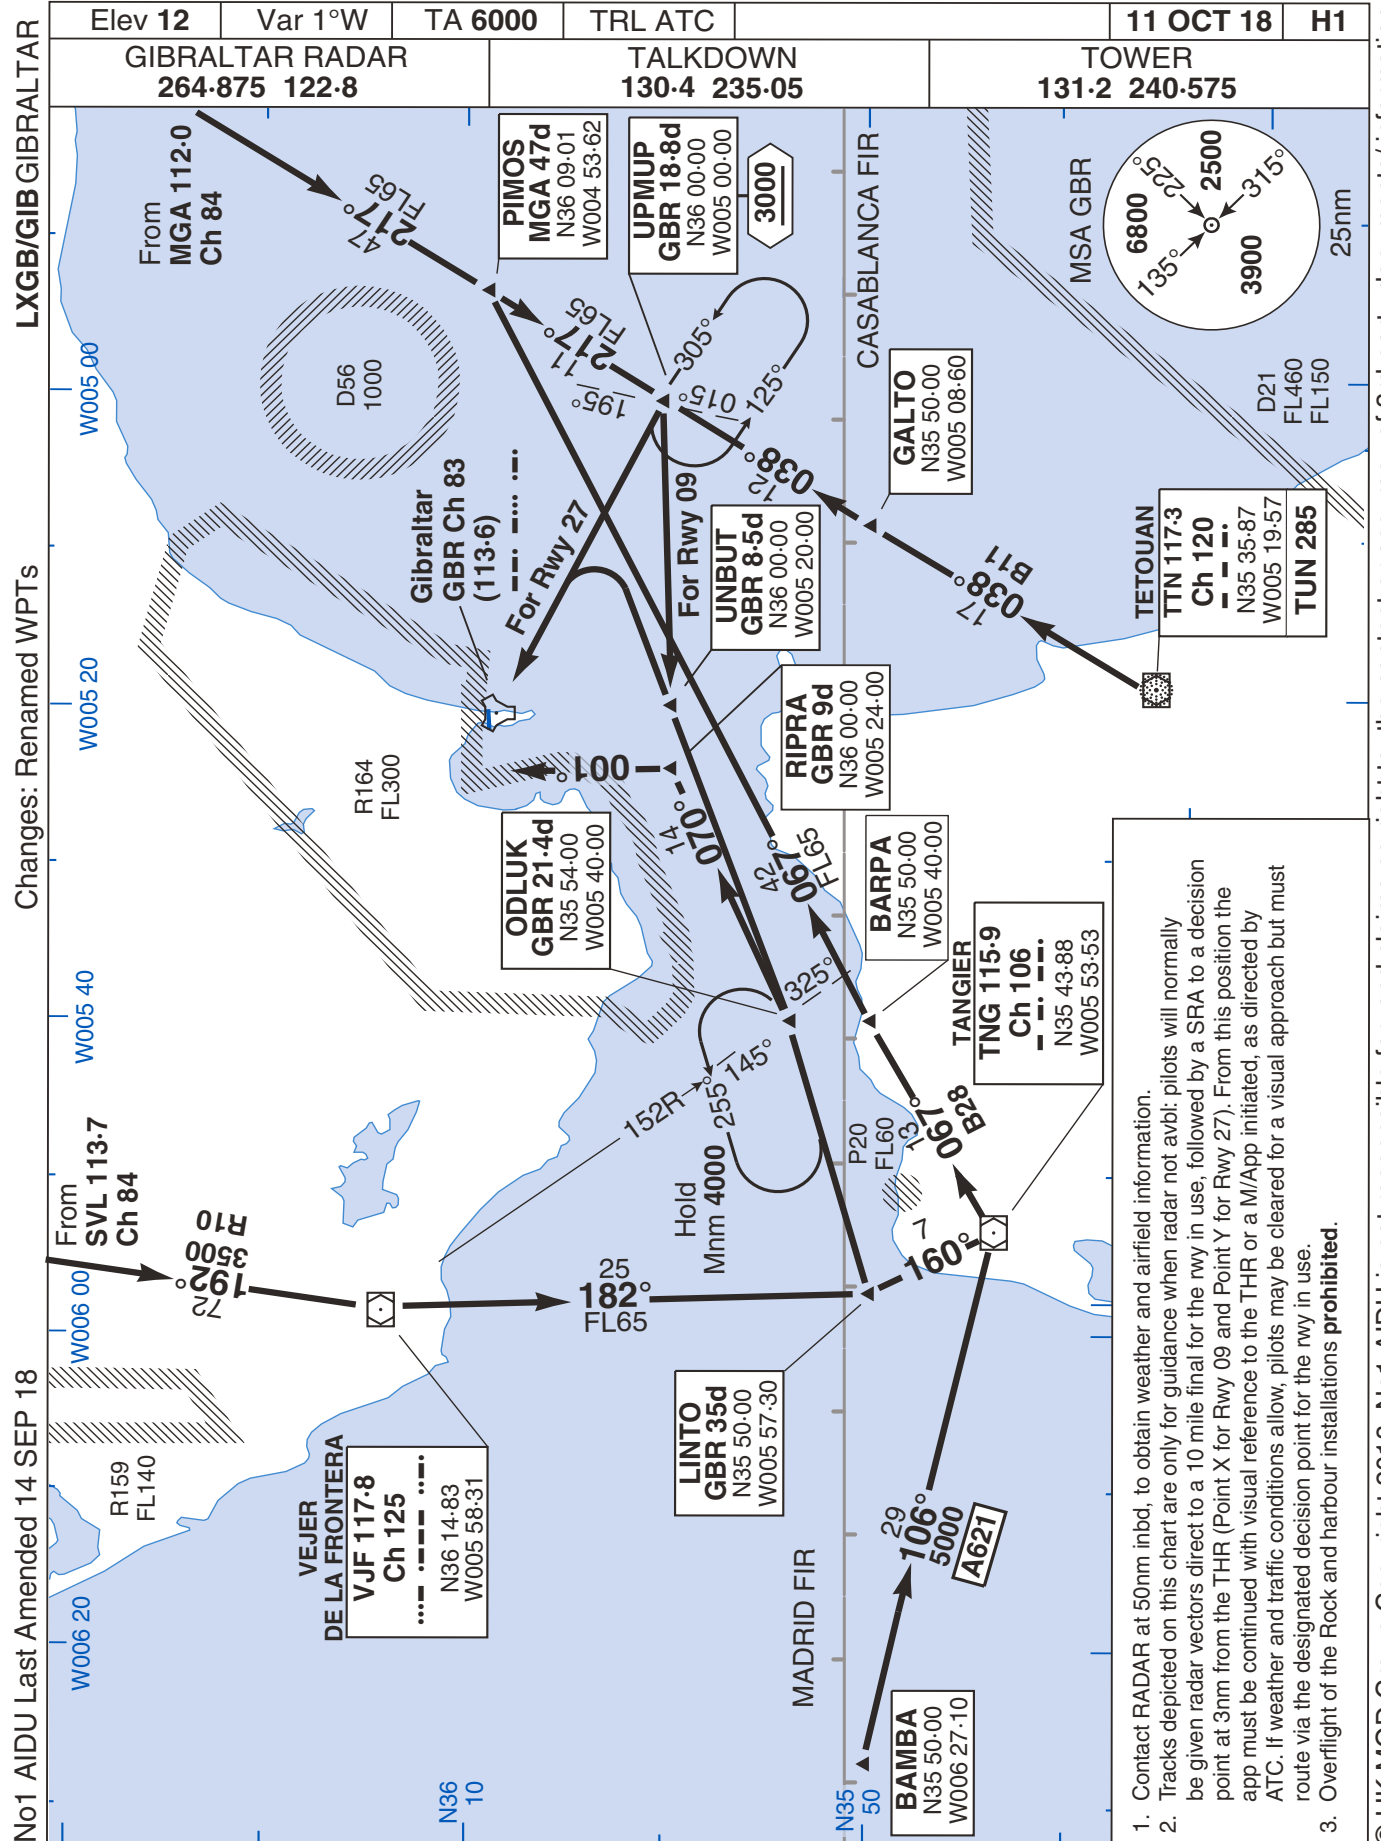 No1 AIDU Last Amended 14 SEP 18
Changes: Renamed WPTs
LXGB/GIB GIBRALTAR
Elev 12
Var 1°W
TA 6000
TRL ATC
11 OCT 18
H1
GIBRALTAR RADAR
264·875 122·8
TALKDOWN
130·4 235·05
TOWER
131·2 240·575
From
MGA 112·0
Ch 84
47
217°
FL65
PIMOS
MGA 47d
N36 09·01
W004 53·62
UPMUP
GBR 18·8d
N36 00·00
W005 00·00
3000
CASABLANCA FIR
MSA GBR
6800
2500
3900
225°
315°
135°
25nm
W005 00
D56
1000
11
217°
FL65
195°
015°
305°
125°
GALTO
N35 50·00
W005 08·60
D21
FL460
FL150
Gibraltar
GBR Ch 83
(113·6)
For Rwy 27
For Rwy 09
12
038°
UNBUT
GBR 8·5d
N36 00·00
W005 20·00
17
038°
B11
TETOUAN
TTN 117·3
Ch 120
N35 35·87
W005 19·57
TUN 285
W005 20
R164
FL300
001°
RIPRA
GBR 9d
N36 00·00
W005 24·00
ODLUK
GBR 21·4d
N35 54·00
W005 40·00
14
070°
42
067°
FL65
BARPA
N35 50·00
W005 40·00
W005 40
325°
145°
255°
152R
Hold
Mnm 4000
P20
FL60
13
067°
B28
TANGIER
TNG 115·9
Ch 106
N35 43·88
W005 53·53
From
SVL 113·7
Ch 84
72
192°
3500
R10
W006 00
25
182°
FL65
7
160°
R159
FL140
VEJER
DE LA FRONTERA
VJF 117·8
Ch 125
N36 14·83
W005 58·31
LINTO
GBR 35d
N35 50·00
W005 57·30
W006 20
MADRID FIR
29
106°
5000
A621
BAMBA
N35 50·00
W006 27·10
N36
10
N35
50
1. Contact RADAR at 50nm inbd, to obtain weather and airfield information.
2. Tracks depicted on this chart are only for guidance when radar not avbl: pilots will normally
be given radar vectors direct to a 10 mile final for the rwy in use, followed by a SRA to a decision
point at 3nm from the THR (Point X for Rwy 09 and Point Y for Rwy 27). From this position the
app must be continued with visual reference to the THR or a M/App initiated, as directed by
ATC. If weather and traffic conditions allow, pilots may be cleared for a visual approach but must
route via the designated decision point for the rwy in use.
3. Overflight of the Rock and harbour installations prohibited.